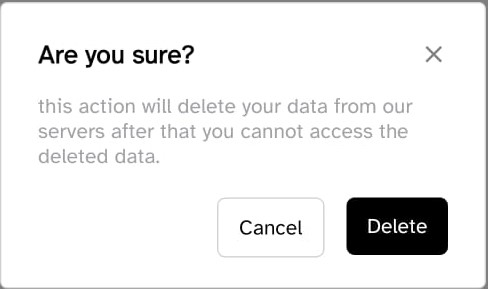 Are you sure?
this action will delete your data from our
servers after that you cannot access the
deleted data.
Cancel
Delete